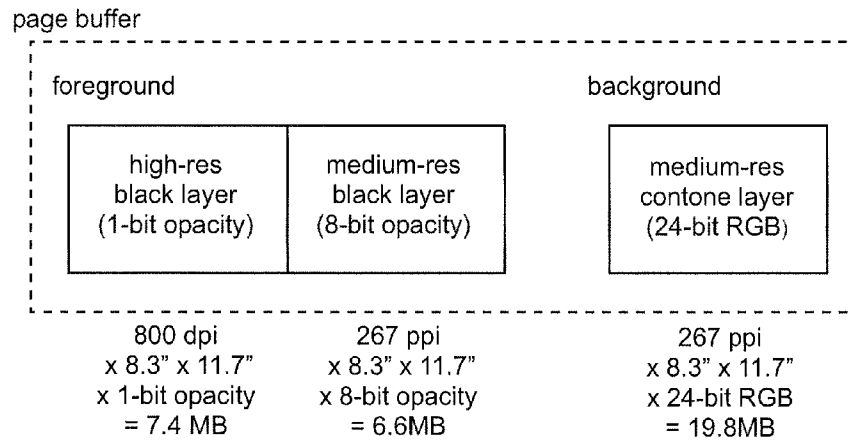 page buffer
foreground
background
high-res
black layer
(1-bit opacity)
medium-res
black layer
(8-bit opacity)
medium-res
contone layer
(24-bit RGB)
800 dpi
x 8.3” x 11.7”
x 1-bit opacity
= 7.4 MB
267 ppi
x 8.3” x 11.7”
x 8-bit opacity
= 6.6MB
267 ppi
x 8.3” x 11.7”
x 24-bit RGB
= 19.8MB